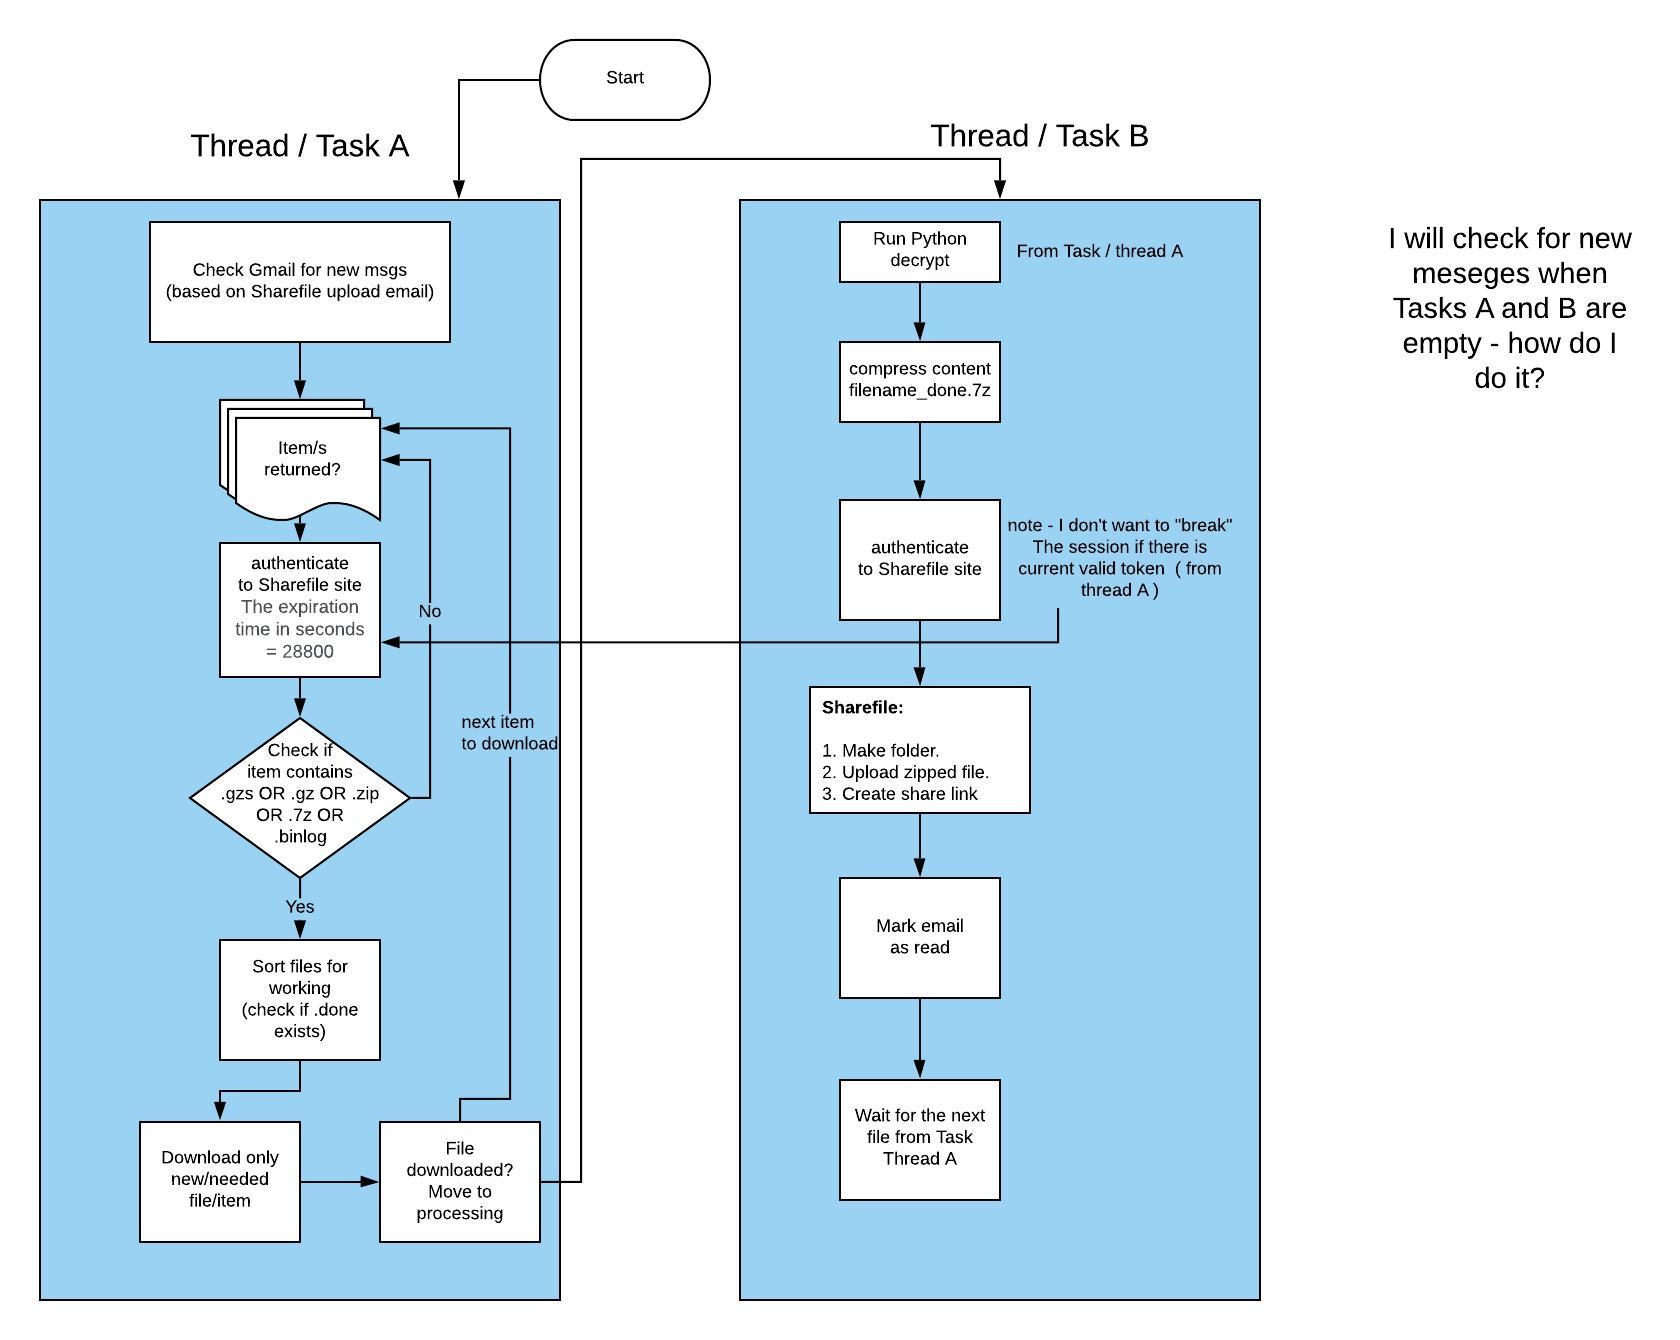 Start
Thread / Task A
Thread / Task B
Check Gmail for new msgs
(based on Sharefile upload email)
Item/s
returned?
authenticate
to Sharefile site
The expiration
time in seconds
= 28800
No
next item
to download
Check if
item contains
.gzs OR .gz OR .zip
OR .7z OR
.binlog
Yes
Sort files for
working
(check if .done
exists)
Download only
new/needed
file/item
File
downloaded?
Move to
processing
Run Python
decrypt
From Task / thread A
compress content
filename_done.7z
authenticate
to Sharefile site
note - I don't want to "break"
The session if there is
current valid token ( from
thread A )
Sharefile:
1. Make folder.
2. Upload zipped file.
3. Create share link
Mark email
as read
Wait for the next
file from Task
Thread A
I will check for new
meseges when
Tasks A and B are
empty - how do I
do it?